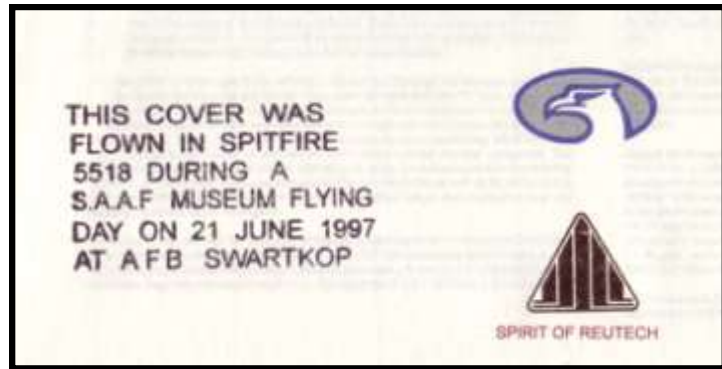 THIS COVER WAS
FLOWN IN SPITFIRE
5518 DURING A
S.A.A.F MUSEUM FLYING
DAY ON 21 JUNE 1997
AT AFB SWARTKOP
SPIRIT OF REUTECH